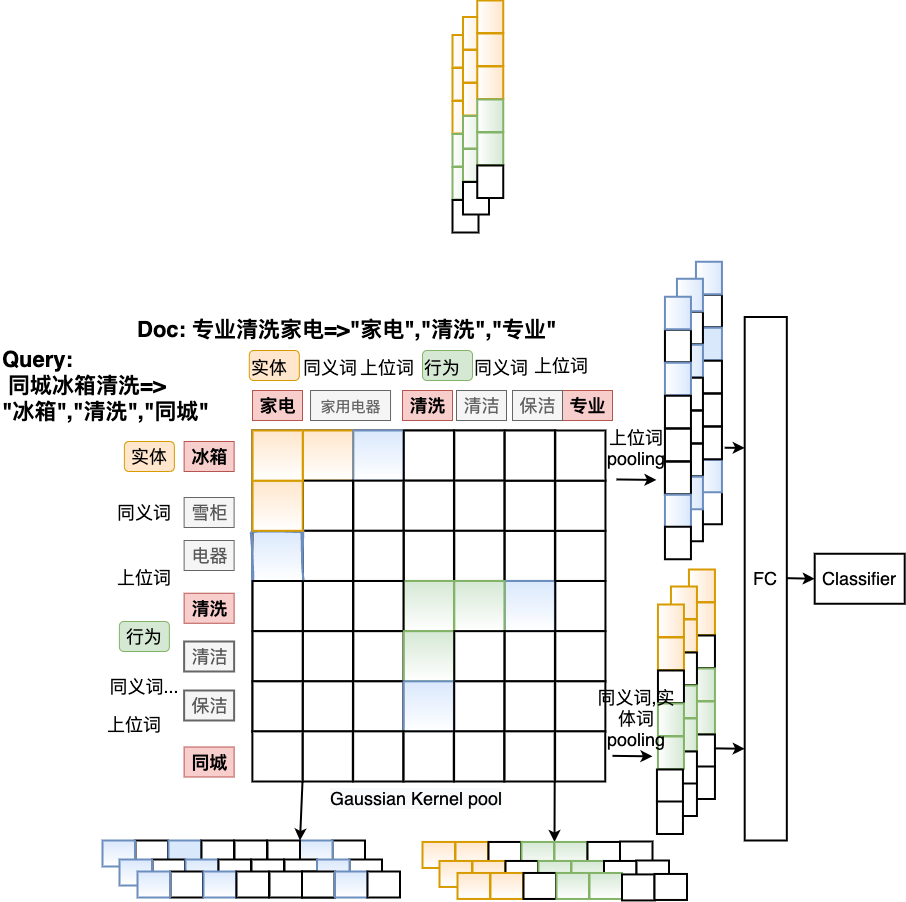 Doc: 专业清洗家电=>"家电","清洗","专业"
Query:
同城冰箱清洗=>
"冰箱","清洗","同城"
实体 同义词 上位词 行为 同义词 上位词
家电 家用电器 清洗 清洁 保洁 专业
实体 冰箱
同义词 雪柜
电器
上位词
清洗
行为
清洁
同义词...
保洁
上位词
同城
上位词
pooling
同义词,实
体词
pooling
Gaussian Kernel pool
FC
Classifier